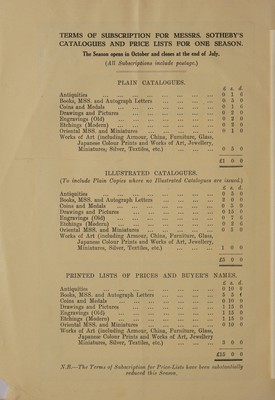 TERMS OF SUBSCRIPTION FOR MESSRS. SOTHEBY'S
CATALOGUES AND PRICE LISTS FOR ONE SEASON.
The Season opens in October and closes at the end of July.
(All Subscriptions include postage.)
PLAIN CATALOGUES.
£ s. d.
Antiquities ... ... ... ... ... ... 0 1 0
Books, MSS. and Autograph Letters ... ... ... 0 5 0
Coins and Medals ... ... ... ... ... 0 1 0
Drawings and Pictures ... ... ... ... ... 0 2 0
Engravings (Old) ... ... ... ... ... 0 3 0
Etchings (Modern) ... ... ... ... ... 0 2 0
Oriental MSS. and Miniatures ... ... ... ... 0 1 0
Works of Art (including Armour, China, Furniture, Glass,
Japanese Colour Prints and Works of Art, Jewellery,
Miniatures, Silver, Textiles, etc.) ... ... ... 0 5 0
£1 0 0
ILLUSTRATED CATALOGUES.
(To include Plain Copies where no Illustrated Catalogues are issued.)
£ s. d.
Antiquities ... ... ... ... ... ... 0 5 0
Books, MSS. and Autograph Letters ... ... ... 2 0 0
Coins and Medals ... ... ... ... ... 0 5 0
Drawings and Pictures ... ... ... ... ... 0 15 0
Engravings (Old) ... ... ... ... ... 0 7 6
Etchings (Modern) ... ... ... ... ... 0 2 6
Oriental MSS. and Miniatures ... ... ... ... 0 5 0
Works of Art (including Armour, China, Furniture, Glass,
Japanese Colour Prints and Works of Art, Jewellery,
Miniatures, Silver, Textiles, etc.) ... ... ... 1 0 0
£5 0 0
PRINTED LISTS OF PRICES AND BUYER'S NAMES.
£ s. d.
Antiquities ... ... ... ... ... ... 0 10 0
Books, MSS. and Autograph Letters ... ... ... 5 5
Coins and Medals ... ... ... ... ... 0 10 0
Drawings and Pictures ... ... ... ... ... 1 15 0
Engravings (Old) ... ... ... ... ... 1 15 0
Etchings (Modern) ... ... ... ... ... 1 15 0
Oriental MSS. and Miniatures ... ... ... ... 0 10 0
Works of Art (including Armour, China, Furniture, Glass,
Japanese Colour Prints and Works of Art, Jewellery
Miniatures, Silver, Textiles, etc.) ... ... ... 3 0 0
£15 0 0
N.B.—The Terms of Subscription for Price-Lists have been substantially
reduced this Season.